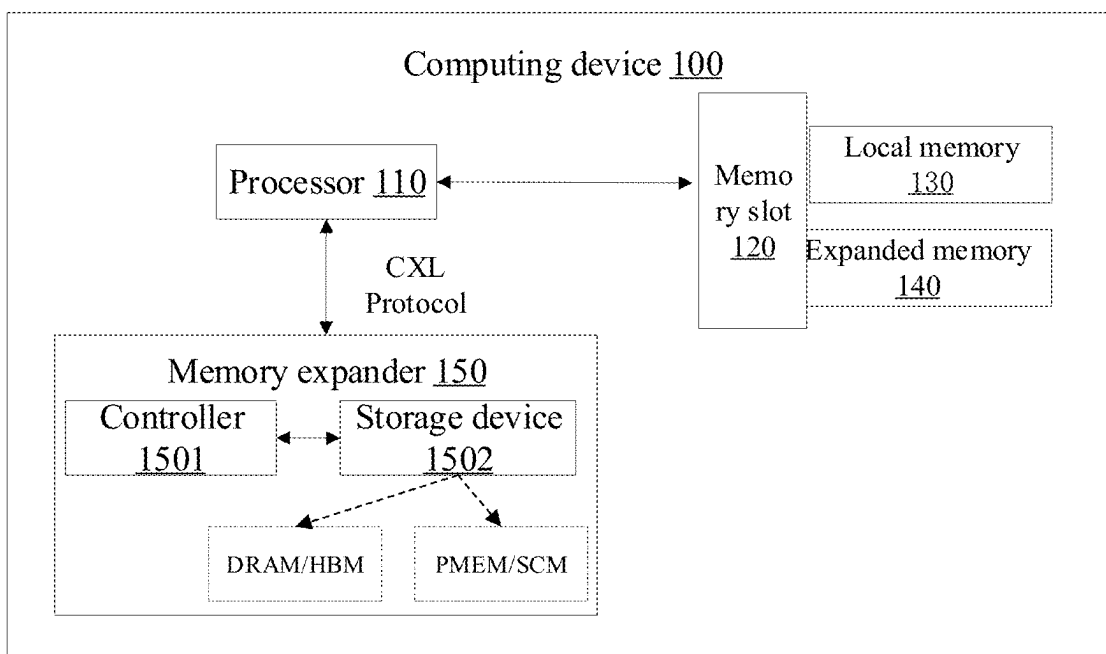 Computing device 100
Processor 110
Memo
ry slot
120
Local memory
130
Expanded memory
140
CXL
Protocol
Memory expander 150
Controller
1501
Storage device
1502
DRAM/HBM
PMEM/SCM